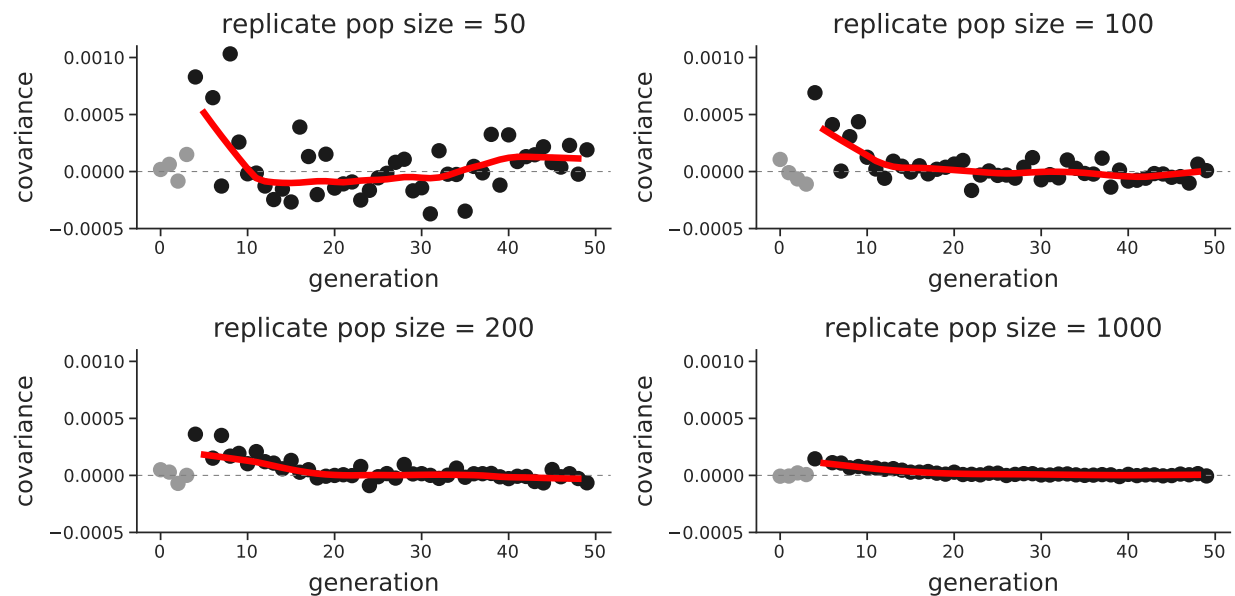 replicate pop size = 50
covariance
0.0010
0.0005
0.0000
−0.0005
0 10 20 30 40 50
generation
replicate pop size = 100
covariance
0.0010
0.0005
0.0000
−0.0005
0 10 20 30 40 50
generation
replicate pop size = 200
covariance
0.0010
0.0005
0.0000
−0.0005
0 10 20 30 40 50
generation
replicate pop size = 1000
covariance
0.0010
0.0005
0.0000
−0.0005
0 10 20 30 40 50
generation